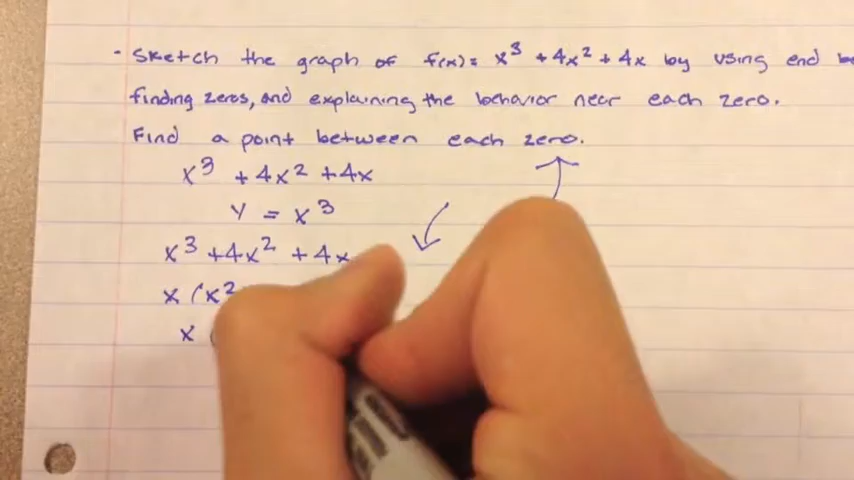 · Sketch the graph of f(x)= x³ +4x² +4x by using end
finding zeros, and explaining the behavior near each zero.
Find a point between each zero.
x³ +4x² +4x
y = x³
x³ +4x² +4x
x (x²
x (